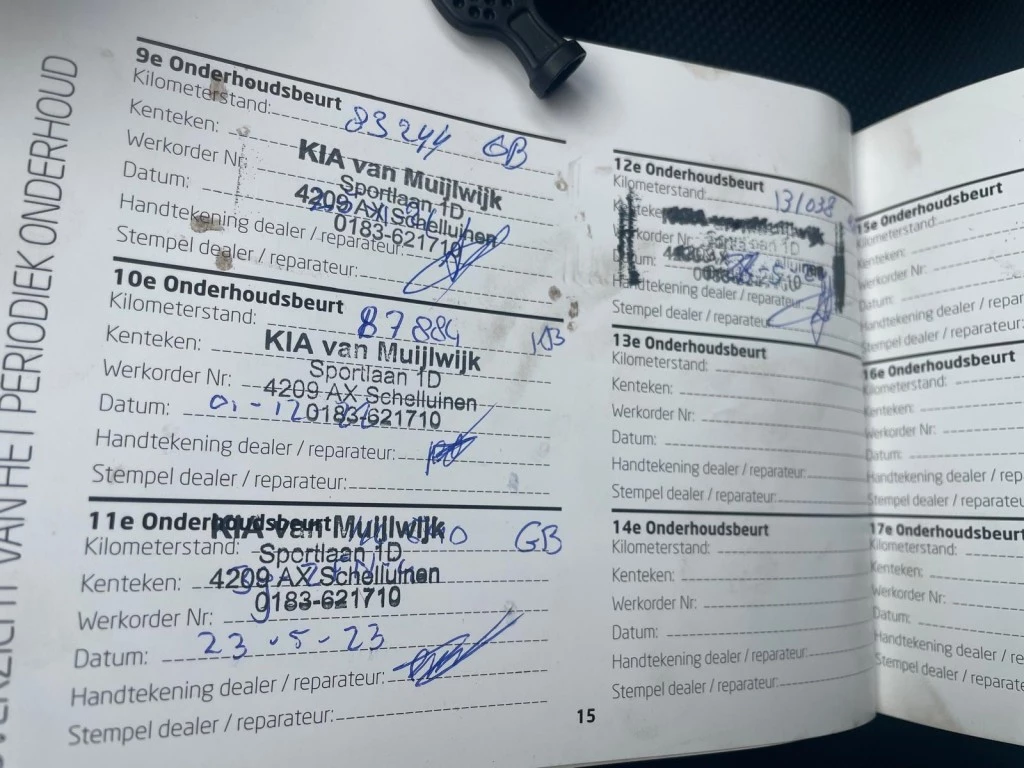 OVERZICHT VAN HET PERIODIEK ONDERHOUD
9e Onderhoudsbeurt
Kilometerstand: 83244 GB
Kenteken:
Werkorder Nr:
Datum:
Handtekening dealer / reparateur:
Stempel dealer / reparateur:
KIA van Muijlwijk
Sportlaan 1D
4209 AX Schelluinen
0183-621710
10e Onderhoudsbeurt
Kilometerstand: 87884
Kenteken:
Werkorder Nr:
Datum: 01-12
Handtekening dealer / reparateur:
Stempel dealer / reparateur:
KIA van Muijlwijk
Sportlaan 1D
4209 AX Schelluinen
0183-621710
11e Onderhoudsbeurt
Kilometerstand: GB
Kenteken:
Werkorder Nr:
Datum: 23-5-23
Handtekening dealer / reparateur:
Stempel dealer / reparateur:
KIA van Muijlwijk
Sportlaan 1D
4209 AX Schelluinen
0183-621710
12e Onderhoudsbeurt
Kilometerstand: 131038
Kenteken:
Werkorder Nr:
Datum:
Handtekening dealer / reparateur:
Stempel dealer / reparateur:
13e Onderhoudsbeurt
Kilometerstand:
Kenteken:
Werkorder Nr:
Datum:
Handtekening dealer / reparateur:
Stempel dealer / reparateur:
14e Onderhoudsbeurt
Kilometerstand:
Kenteken:
Werkorder Nr:
Datum:
Handtekening dealer / reparateur:
Stempel dealer / reparateur:
15
15e Onderhoudsbeurt
Kilometerstand:
Kenteken:
Werkorder Nr:
Datum:
Handtekening dealer / repar
Stempel dealer / reparateur:
16e Onderhoudsbeurt
Kilometerstand:
Kenteken:
Werkorder Nr:
Datum:
Handtekening dealer / rep
Stempel dealer / reparateu
17e Onderhoudsbeurt
Kilometerstand:
Kenteken:
Werkorder Nr:
Datum:
Handtekening dealer / re
Stempel dealer / reparate